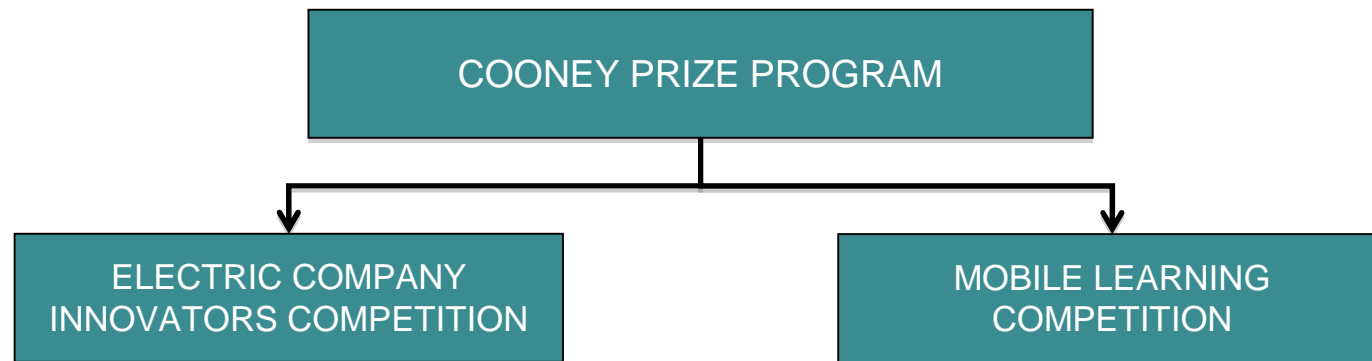 COONEY PRIZE PROGRAM
ELECTRIC COMPANY
INNOVATORS COMPETITION
MOBILE LEARNING
COMPETITION